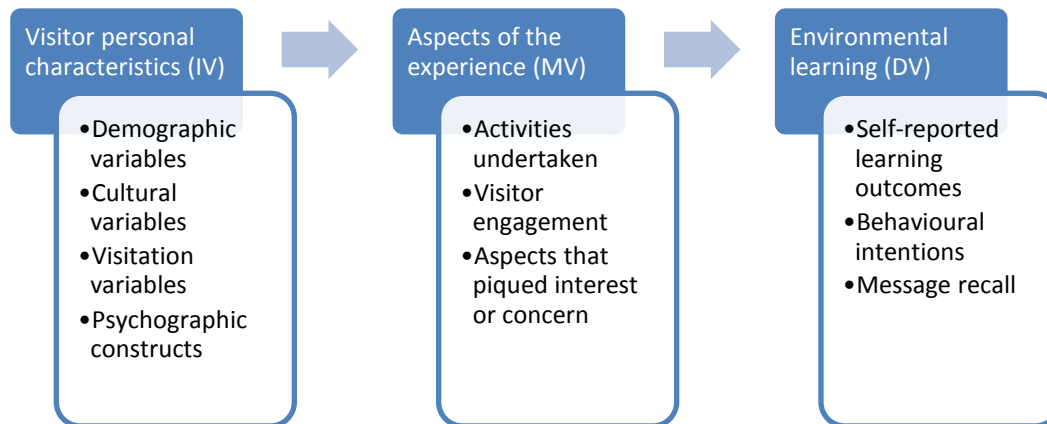 Visitor personal
characteristics (IV)
•Demographic
variables
•Cultural
variables
•Visitation
variables
•Psychographic
constructs
Aspects of the
experience (MV)
•Activities
undertaken
•Visitor
engagement
•Aspects that
piqued interest
or concern
Environmental
learning (DV)
•Self-reported
learning
outcomes
•Behavioural
intentions
•Message recall